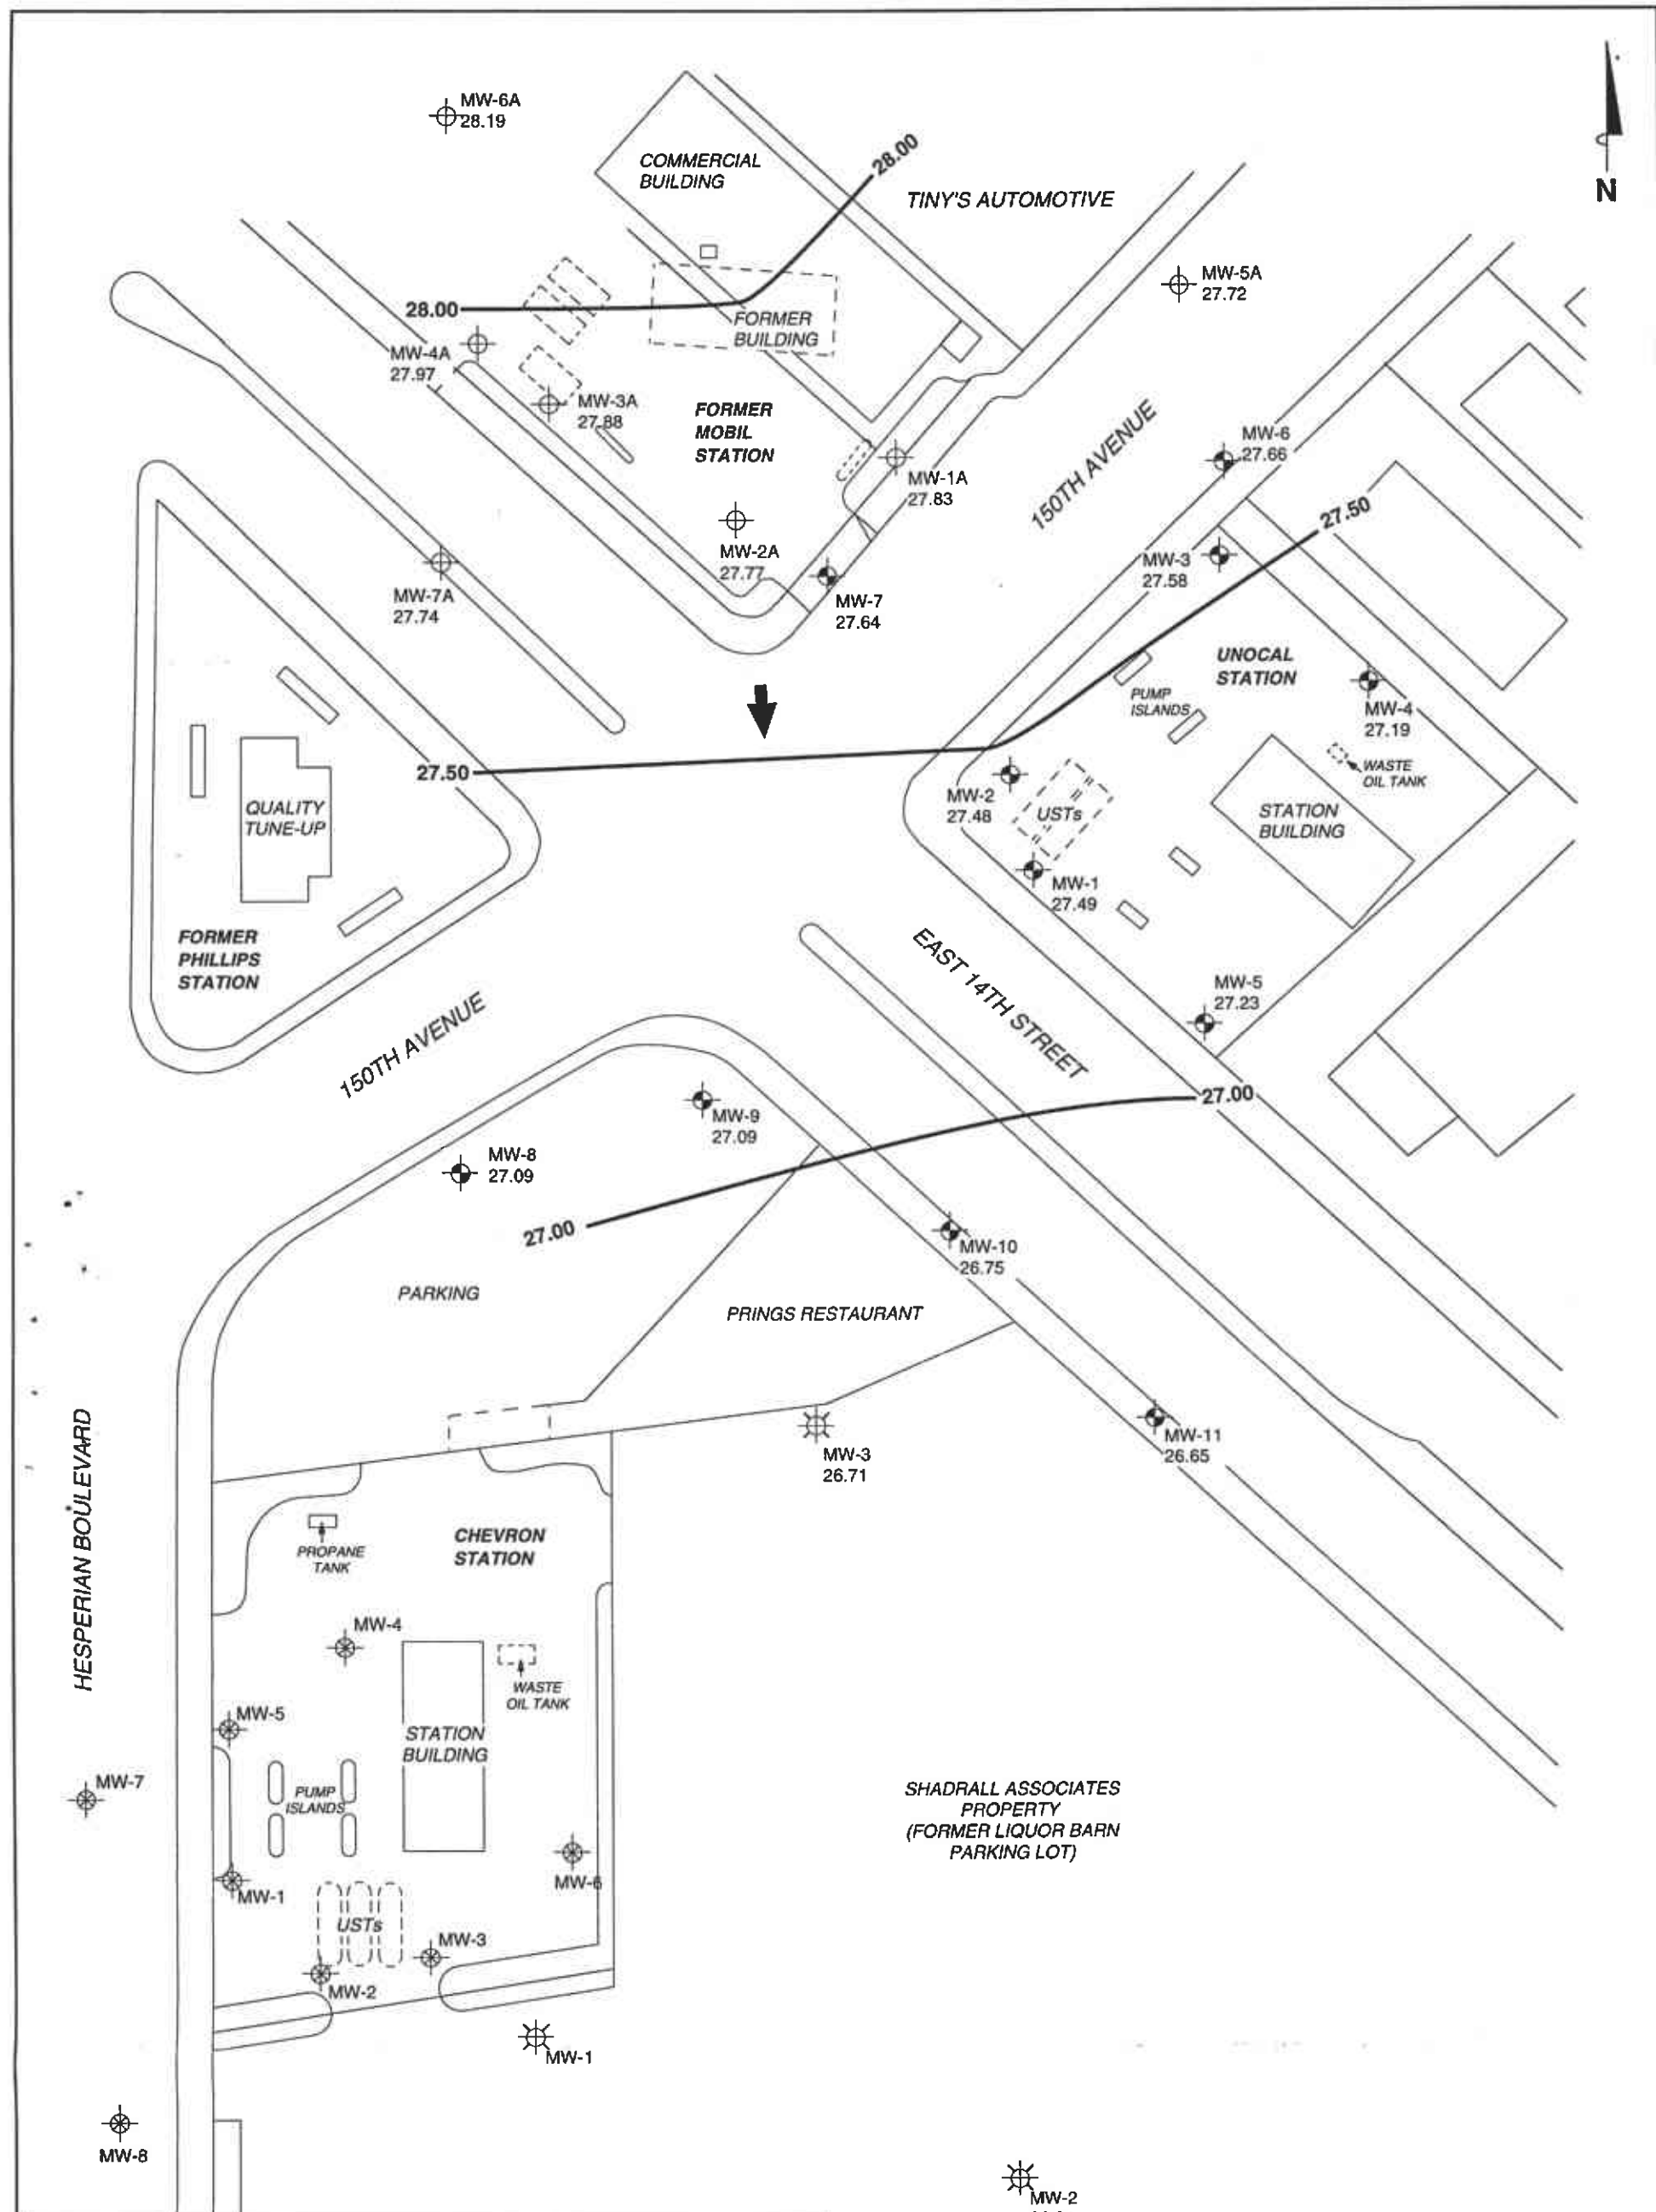 MW-6A
28.19
COMMERCIAL
BUILDING
28.00
TINY'S AUTOMOTIVE
N
MW-5A
27.72
28.00
FORMER
BUILDING
MW-4A
27.97
MW-3A
27.88
FORMER
MOBIL
STATION
MW-1A
27.83
150TH AVENUE
MW-6
27.66
27.50
MW-2A
27.77
MW-3
27.58
MW-7A
27.74
MW-7
27.64
UNOCAL
STATION
PUMP
ISLANDS
MW-4
27.19
WASTE
OIL TANK
27.50
MW-2
27.48
USTs
STATION
BUILDING
QUALITY
TUNE-UP
MW-1
27.49
FORMER
PHILLIPS
STATION
EAST 14TH STREET
MW-5
27.23
150TH AVENUE
27.00
MW-9
27.09
MW-8
27.09
27.00
MW-10
26.75
PARKING
PRINGS RESTAURANT
MW-11
26.65
MW-3
26.71
HESPERIAN BOULEVARD
PROPANE
TANK
CHEVRON
STATION
MW-4
WASTE
OIL TANK
MW-5
STATION
BUILDING
MW-7
PUMP
ISLANDS
SHADRALL ASSOCIATES
PROPERTY
(FORMER LIQUOR BARN
PARKING LOT)
MW-6
MW-1
USTs
MW-3
MW-2
MW-1
MW-8
MW-2